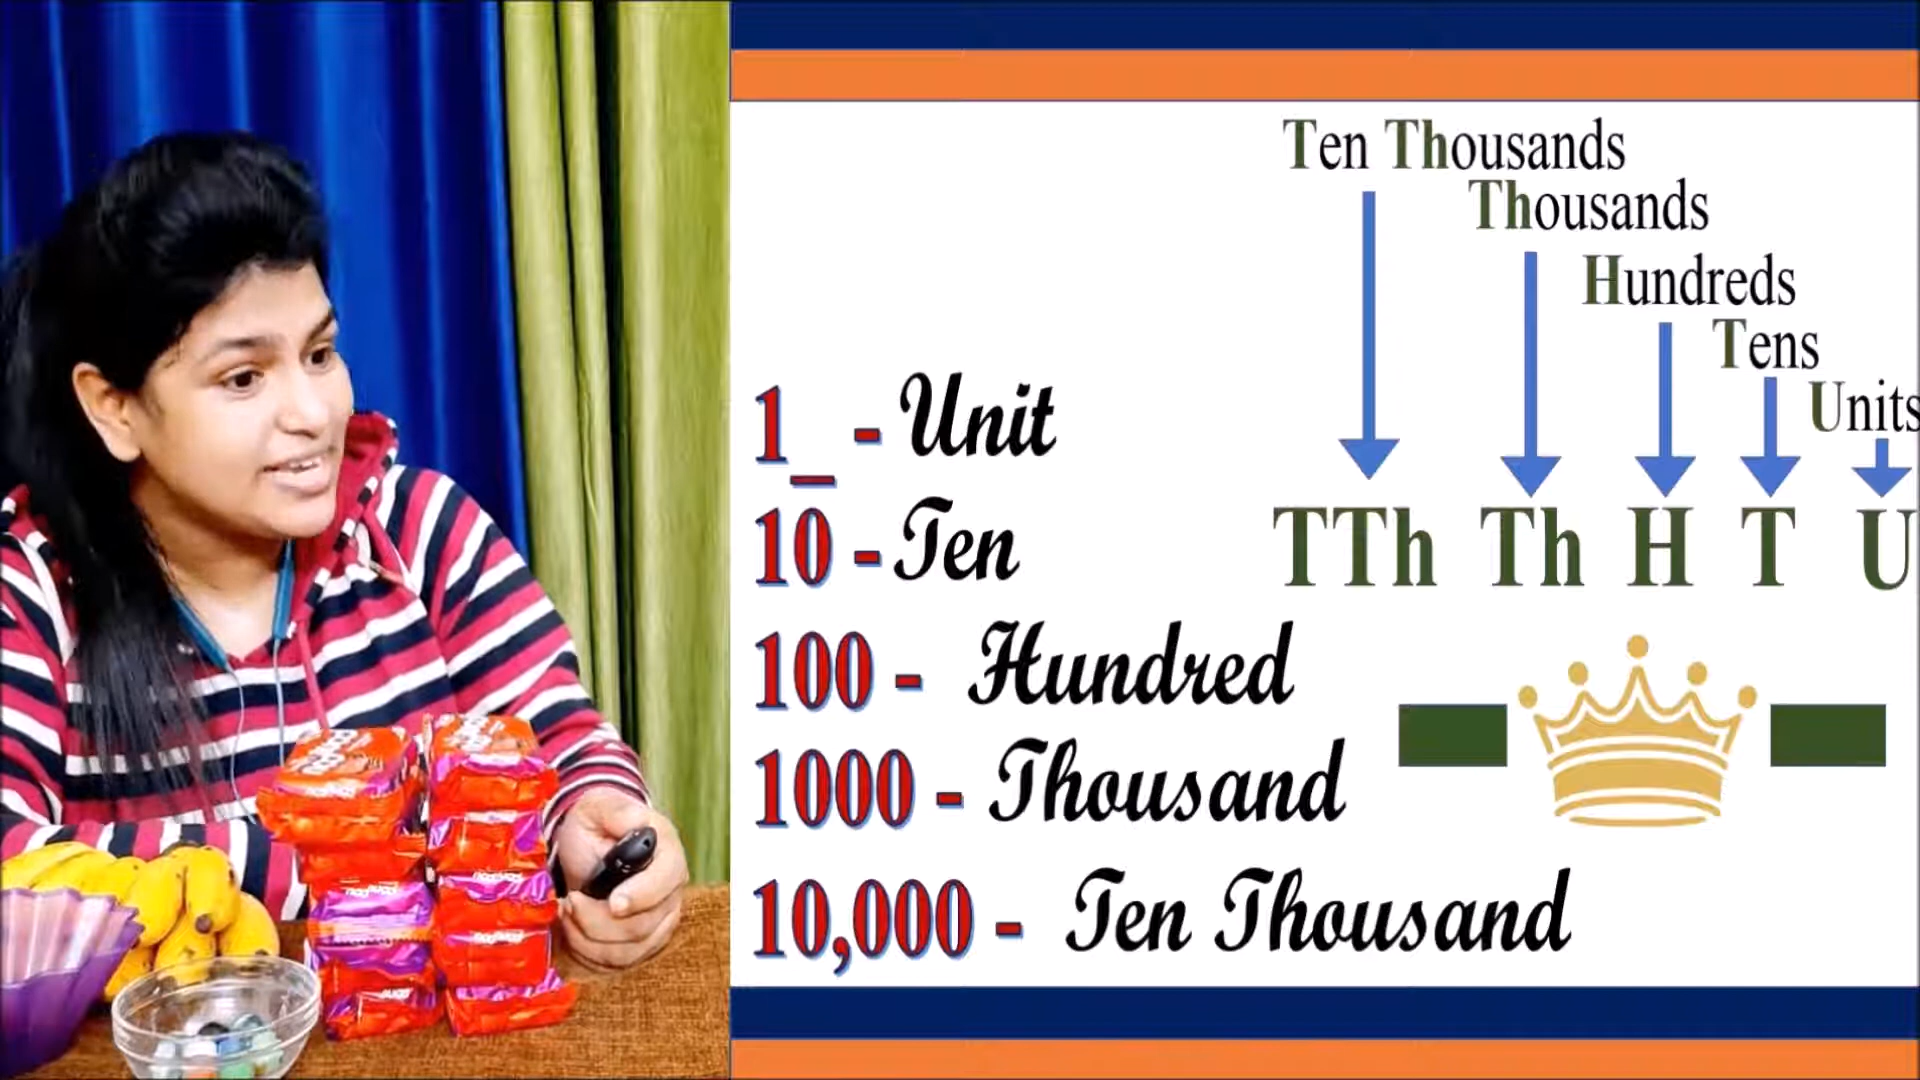 Ten Thousands
Thousands
Hundreds
Tens
Units
1 - Unit
10 - Ten
100 - Hundred
1000 - Thousand
10,000 - Ten Thousand
TTh Th H T U